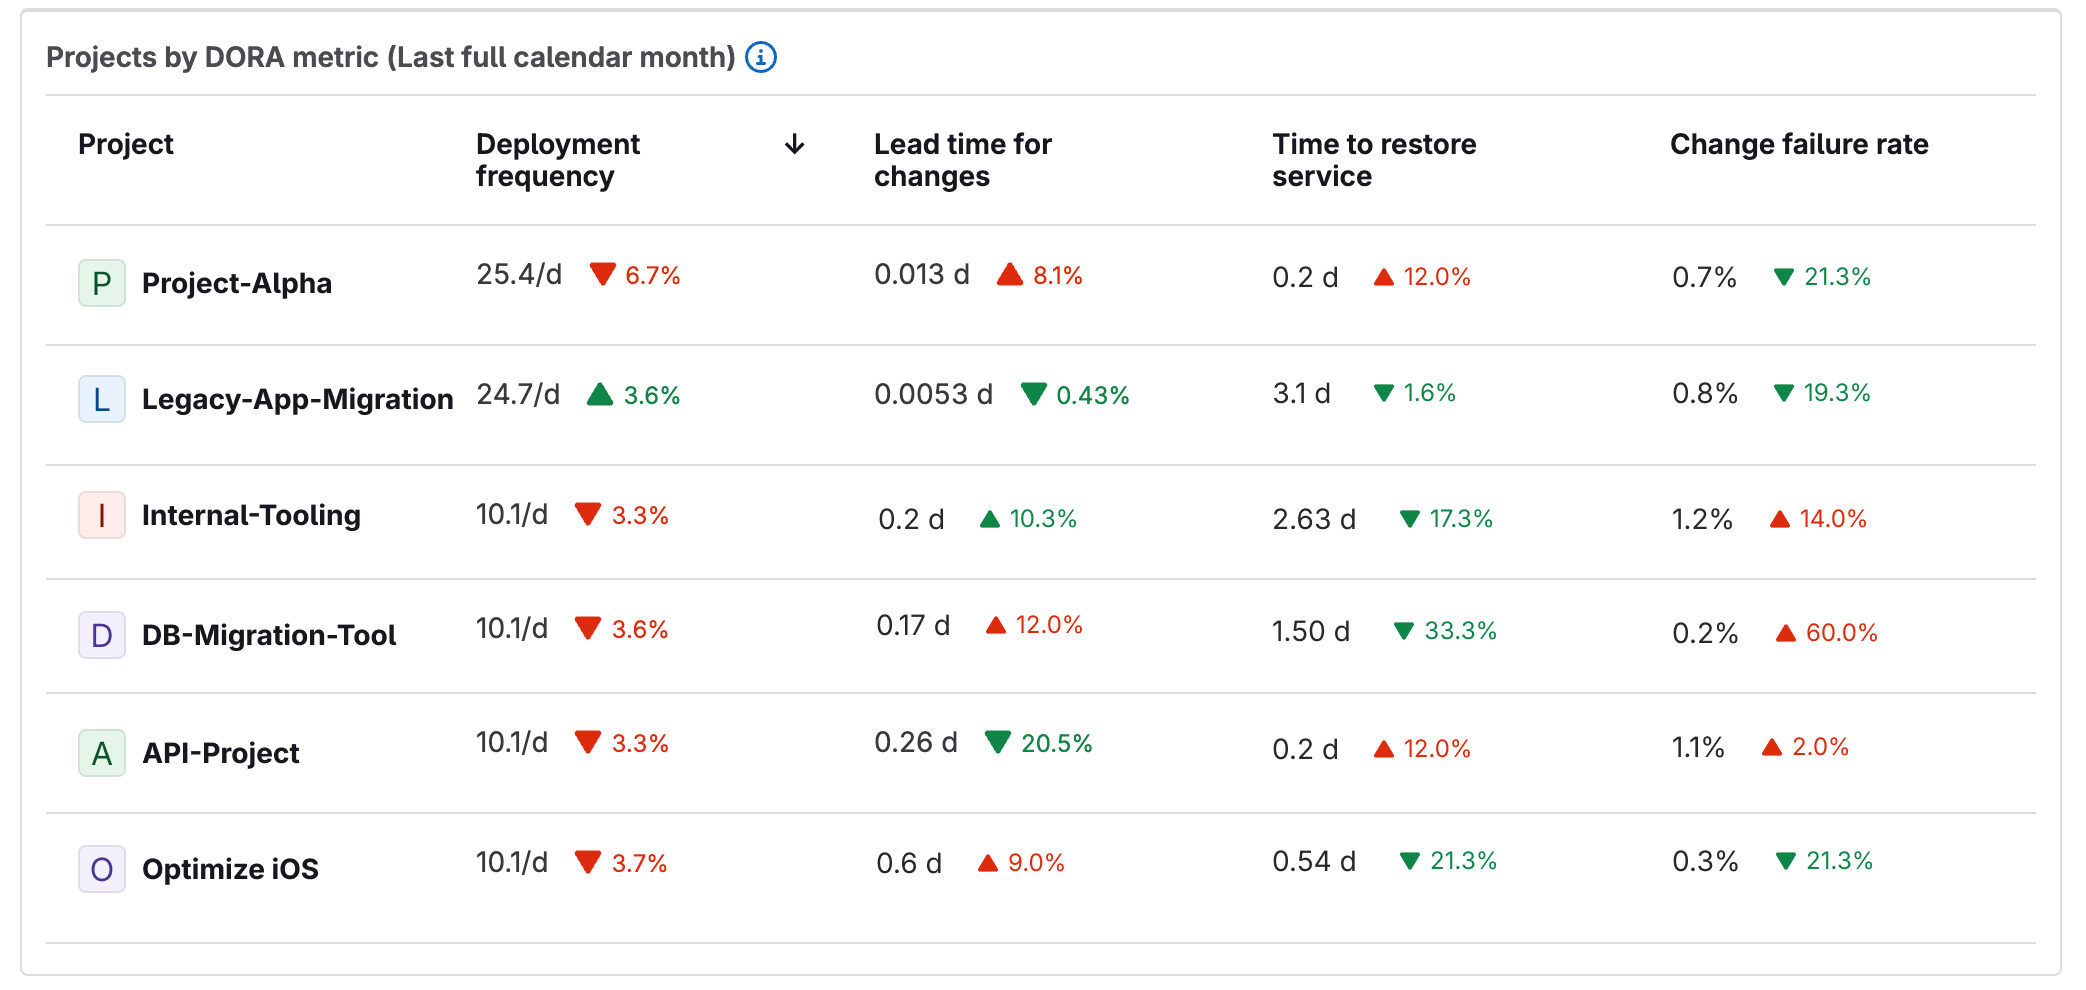 Projects by DORA metric (Last full calendar month)
Project Deployment frequency ↓ Lead time for changes Time to restore service Change failure rate
P Project-Alpha 25.4/d ▼ 6.7% 0.013 d ▲ 8.1% 0.2 d ▲ 12.0% 0.7% ▼ 21.3%
L Legacy-App-Migration 24.7/d ▲ 3.6% 0.0053 d ▼ 0.43% 3.1 d ▼ 1.6% 0.8% ▼ 19.3%
I Internal-Tooling 10.1/d ▼ 3.3% 0.2 d ▲ 10.3% 2.63 d ▼ 17.3% 1.2% ▲ 14.0%
D DB-Migration-Tool 10.1/d ▼ 3.6% 0.17 d ▲ 12.0% 1.50 d ▼ 33.3% 0.2% ▲ 60.0%
A API-Project 10.1/d ▼ 3.3% 0.26 d ▼ 20.5% 0.2 d ▲ 12.0% 1.1% ▲ 2.0%
O Optimize iOS 10.1/d ▼ 3.7% 0.6 d ▲ 9.0% 0.54 d ▼ 21.3% 0.3% ▼ 21.3%